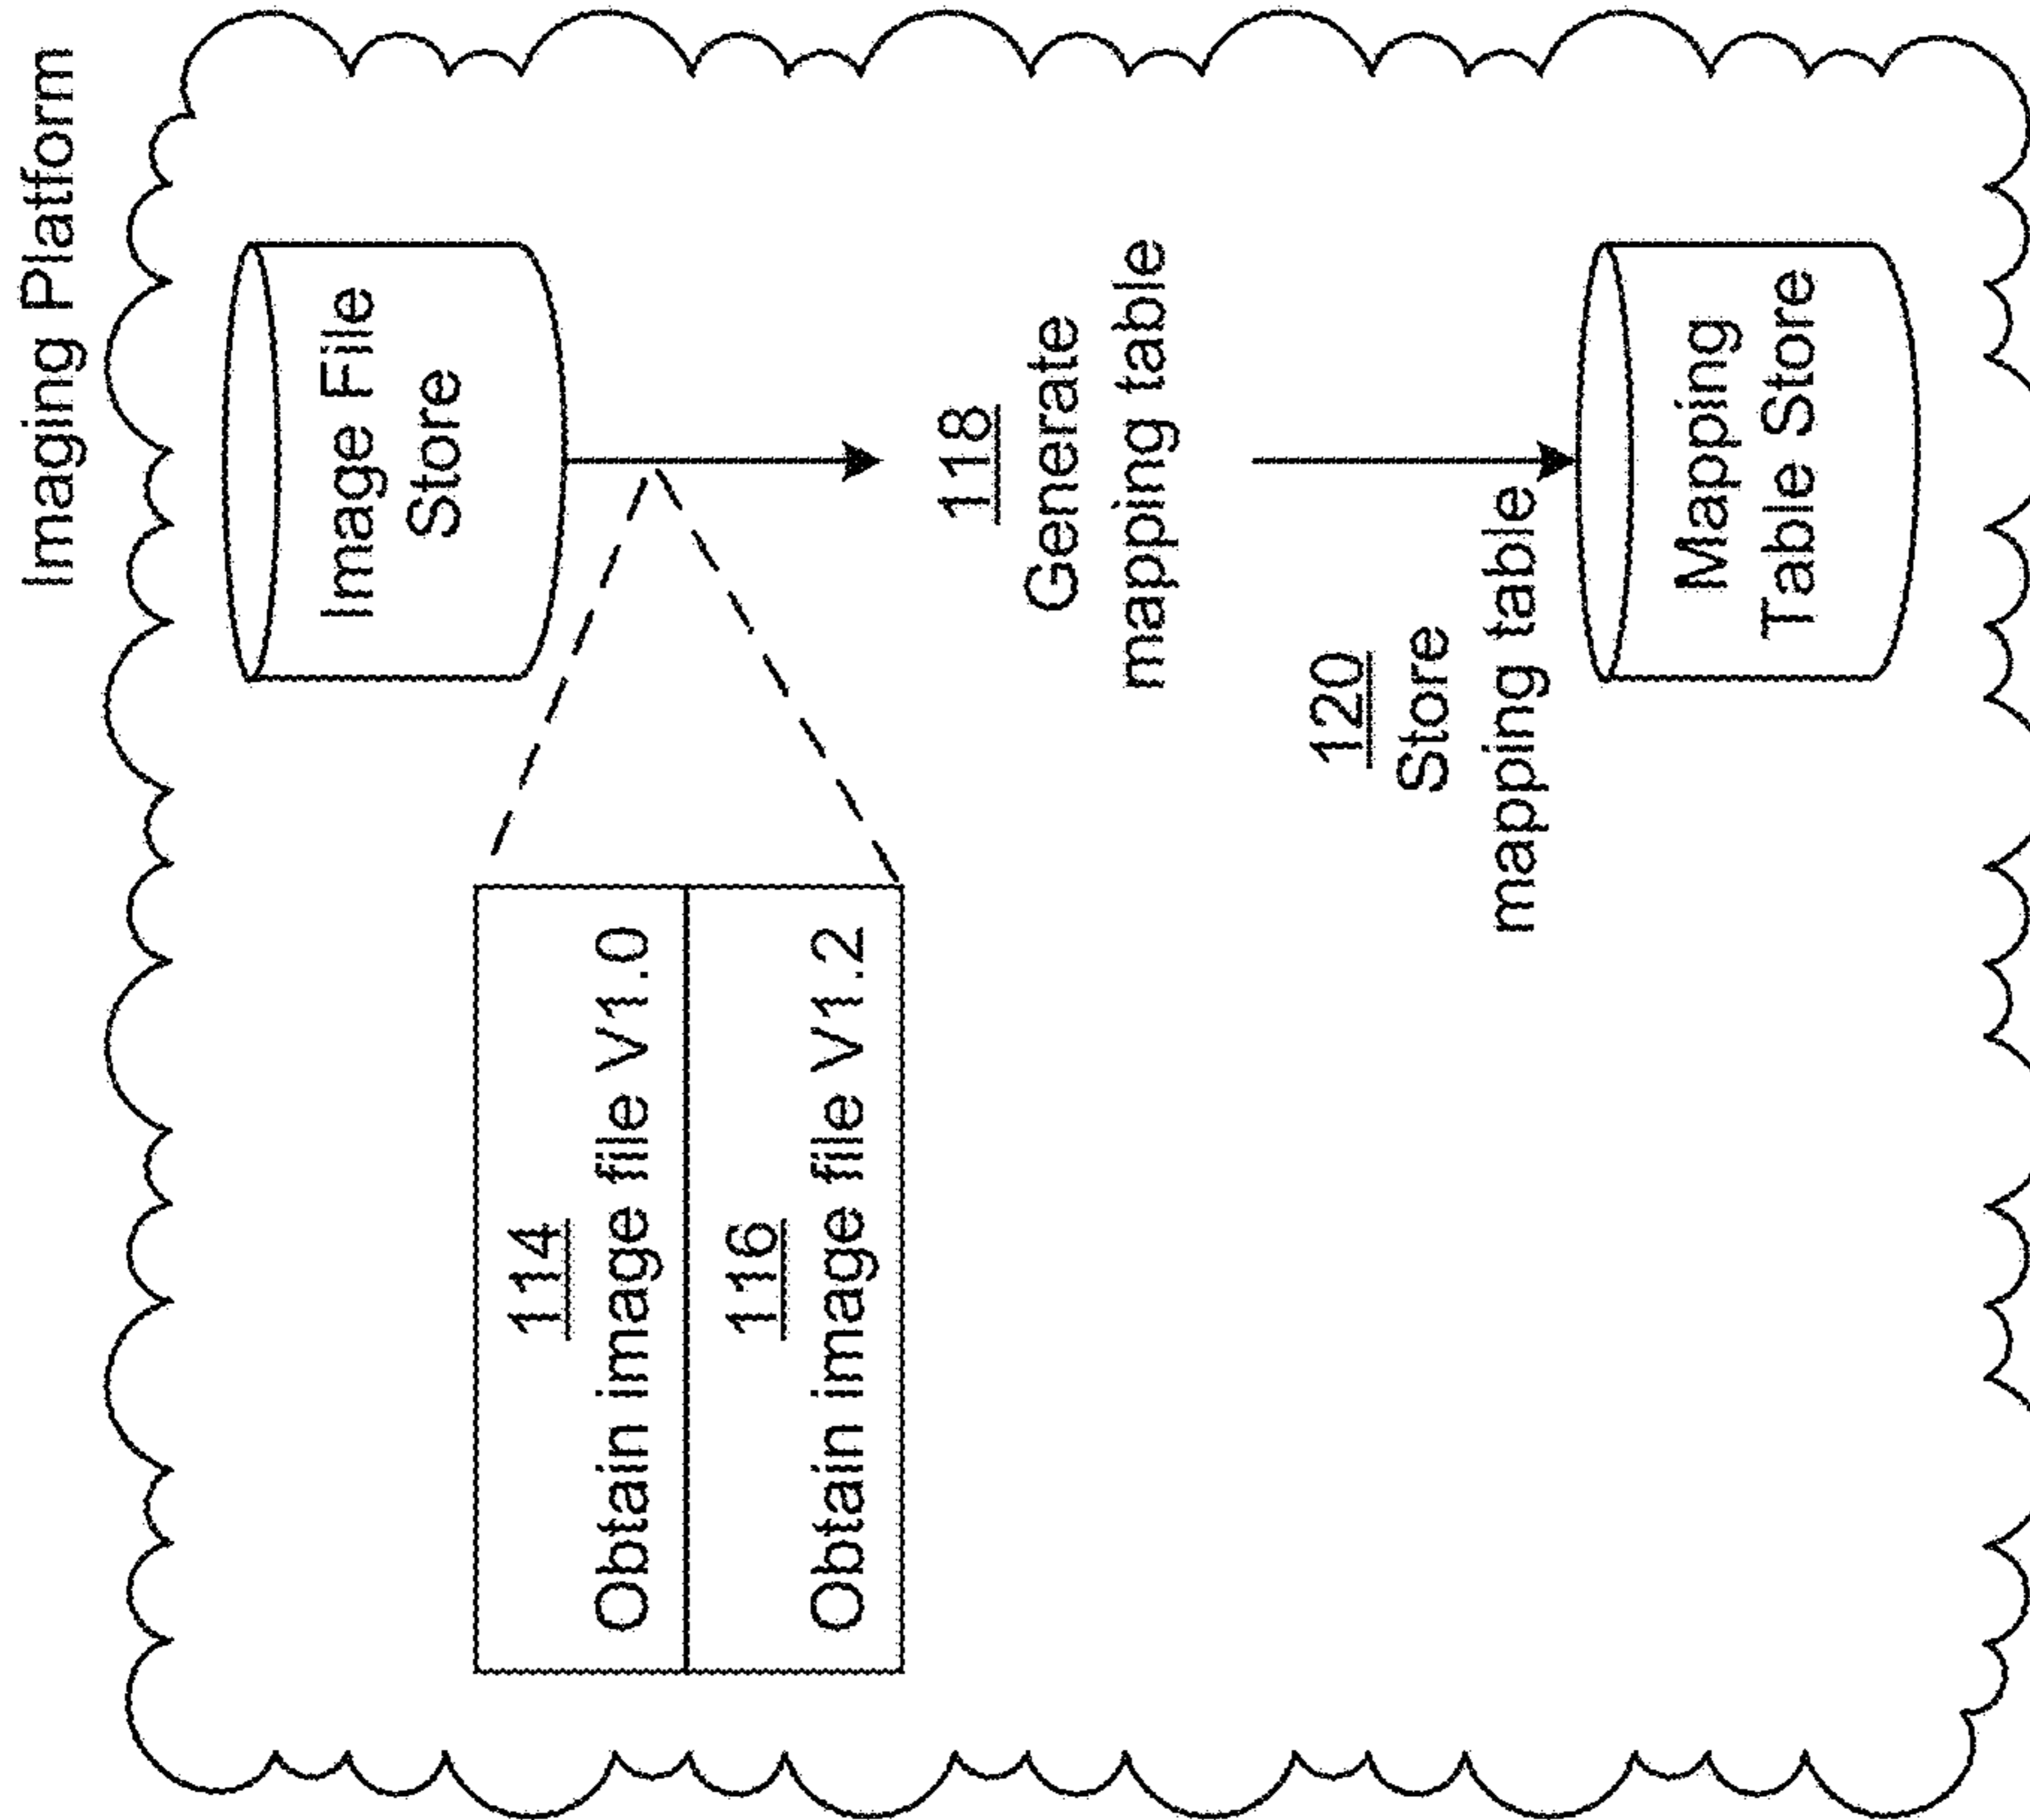 Imaging Platform
Image File
Store
114
Obtain image file V1.0
116
Obtain image file V1.2
118
Generate
mapping table
120
Store
mapping table
Mapping
Table Store